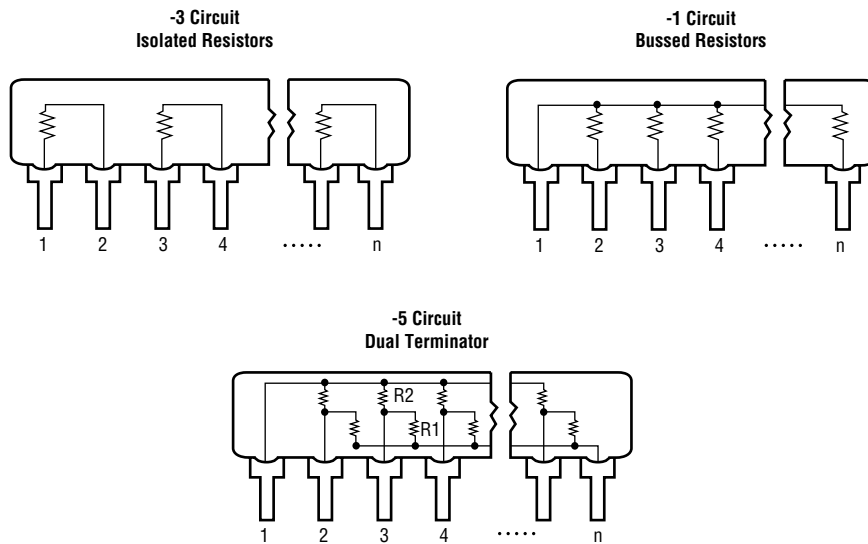 -3 Circuit
Isolated Resistors
1 2 3 4 ..... n
-1 Circuit
Bussed Resistors
1 2 3 4 ..... n
-5 Circuit
Dual Terminator
R2
R1
1 2 3 4 ..... n